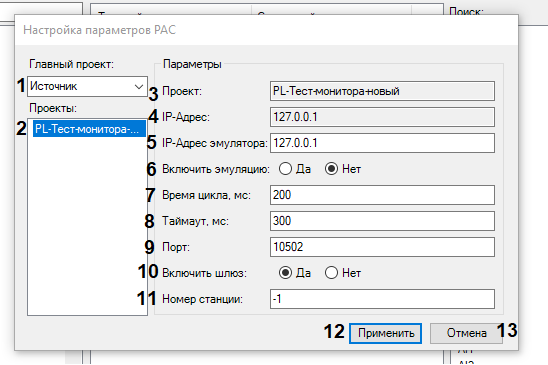 Поиск:
Настройка параметров PAC
Главный проект:
1 Источник
Проекты:
2 PL-Тест-монитора-...
Параметры
3 Проект: PL-Тест-монитора-новый
4 IP-Адрес: 127.0.0.1
5 IP-Адрес эмулятора: 127.0.0.1
6 Включить эмуляцию: Да Нет
7 Время цикла, мс: 200
8 Таймаут, мс: 300
9 Порт: 10502
10 Включить шлюз: Да Нет
11 Номер станции: -1
12 Применить Отмена 13